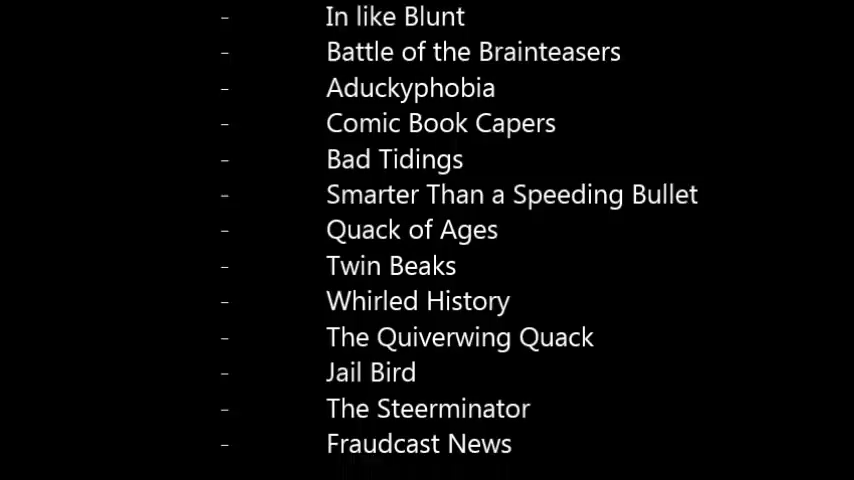 - In like Blunt
- Battle of the Brainteasers
- Aduckyphobia
- Comic Book Capers
- Bad Tidings
- Smarter Than a Speeding Bullet
- Quack of Ages
- Twin Beaks
- Whirled History
- The Quiverwing Quack
- Jail Bird
- The Steerminator
- Fraudcast News